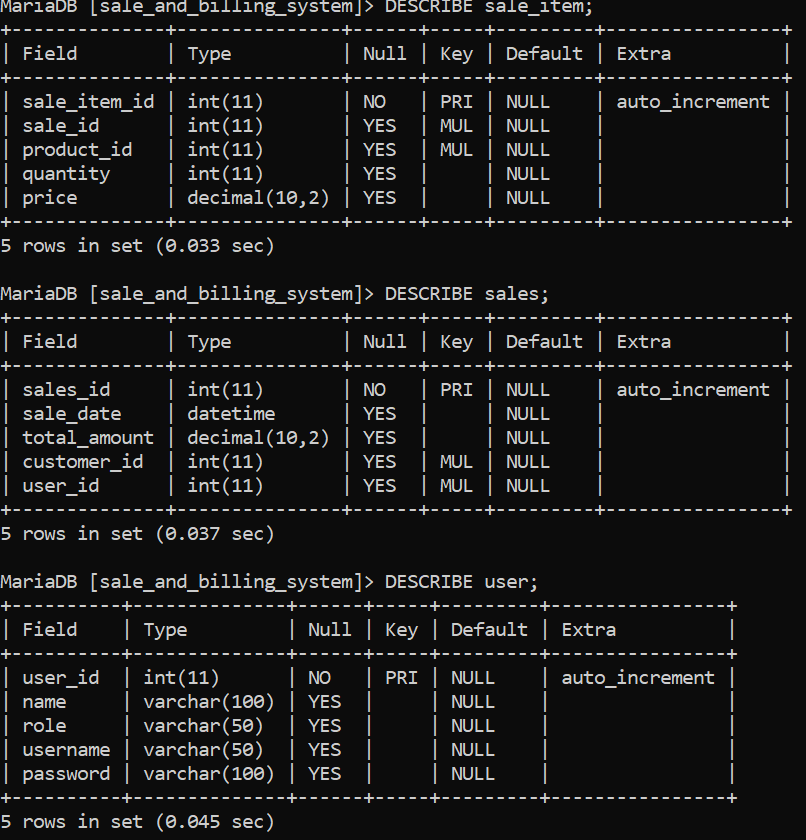 MariaDB [sale_and_billing_system]> DESCRIBE sale_item;
+--------------+---------------+------+-----+---------+----------------+
| Field        | Type          | Null | Key | Default | Extra          |
+--------------+---------------+------+-----+---------+----------------+
| sale_item_id | int(11)       | NO   | PRI | NULL    | auto_increment |
| sale_id      | int(11)       | YES  | MUL | NULL    |                |
| product_id   | int(11)       | YES  | MUL | NULL    |                |
| quantity     | int(11)       | YES  |     | NULL    |                |
| price        | decimal(10,2) | YES  |     | NULL    |                |
+--------------+---------------+------+-----+---------+----------------+
5 rows in set (0.033 sec)

MariaDB [sale_and_billing_system]> DESCRIBE sales;
+--------------+---------------+------+-----+---------+----------------+
| Field        | Type          | Null | Key | Default | Extra          |
+--------------+---------------+------+-----+---------+----------------+
| sales_id     | int(11)       | NO   | PRI | NULL    | auto_increment |
| sale_date    | datetime      | YES  |     | NULL    |                |
| total_amount | decimal(10,2) | YES  |     | NULL    |                |
| customer_id  | int(11)       | YES  | MUL | NULL    |                |
| user_id      | int(11)       | YES  | MUL | NULL    |                |
+--------------+---------------+------+-----+---------+----------------+
5 rows in set (0.037 sec)

MariaDB [sale_and_billing_system]> DESCRIBE user;
+----------+--------------+------+-----+---------+----------------+
| Field    | Type         | Null | Key | Default | Extra          |
+----------+--------------+------+-----+---------+----------------+
| user_id  | int(11)      | NO   | PRI | NULL    | auto_increment |
| name     | varchar(100) | YES  |     | NULL    |                |
| role     | varchar(50)  | YES  |     | NULL    |                |
| username | varchar(50)  | YES  |     | NULL    |                |
| password | varchar(100) | YES  |     | NULL    |                |
+----------+--------------+------+-----+---------+----------------+
5 rows in set (0.045 sec)